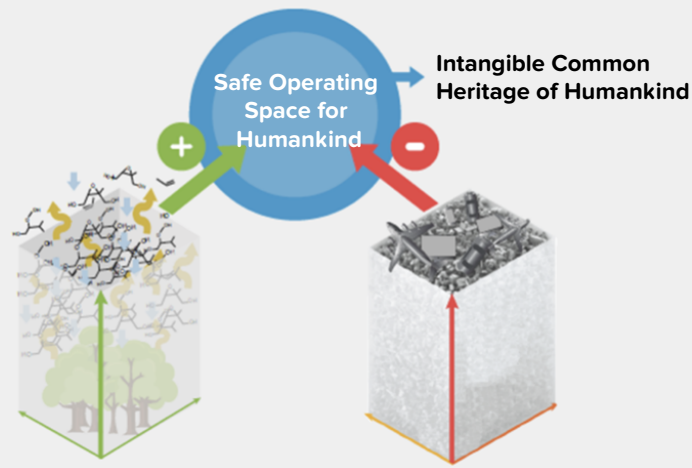 Safe Operating
Space for
Humankind
Intangible Common
Heritage of Humankind
+
-